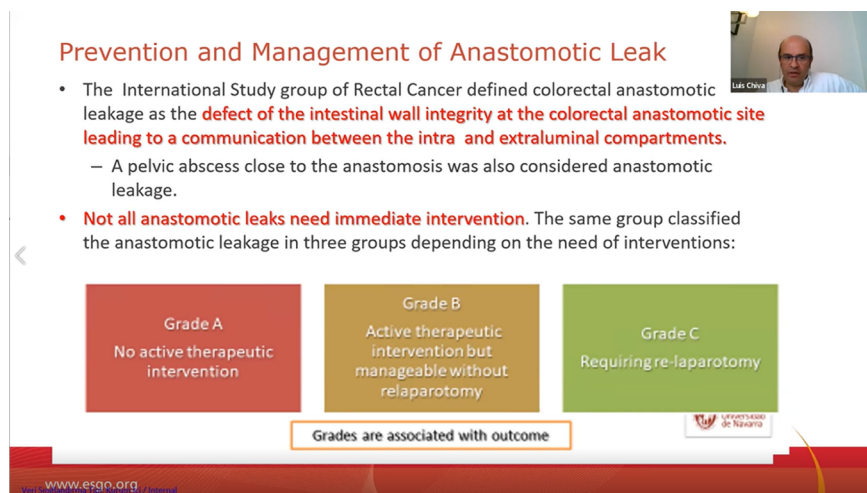 Prevention and Management of Anastomotic Leak
Luis Chiva
• The International Study group of Rectal Cancer defined colorectal anastomotic
leakage as the defect of the intestinal wall integrity at the colorectal anastomotic site
leading to a communication between the intra and extraluminal compartments.
– A pelvic abscess close to the anastomosis was also considered anastomotic
leakage.
• Not all anastomotic leaks need immediate intervention. The same group classified
the anastomotic leakage in three groups depending on the need of interventions:
Grade A
No active therapeutic
intervention
Grade B
Active therapeutic
intervention but
manageable without
relaparotomy
Grade C
Requiring re-laparotomy
Universidad
de Navarra
Grades are associated with outcome
www.esgo.org
/ Internal